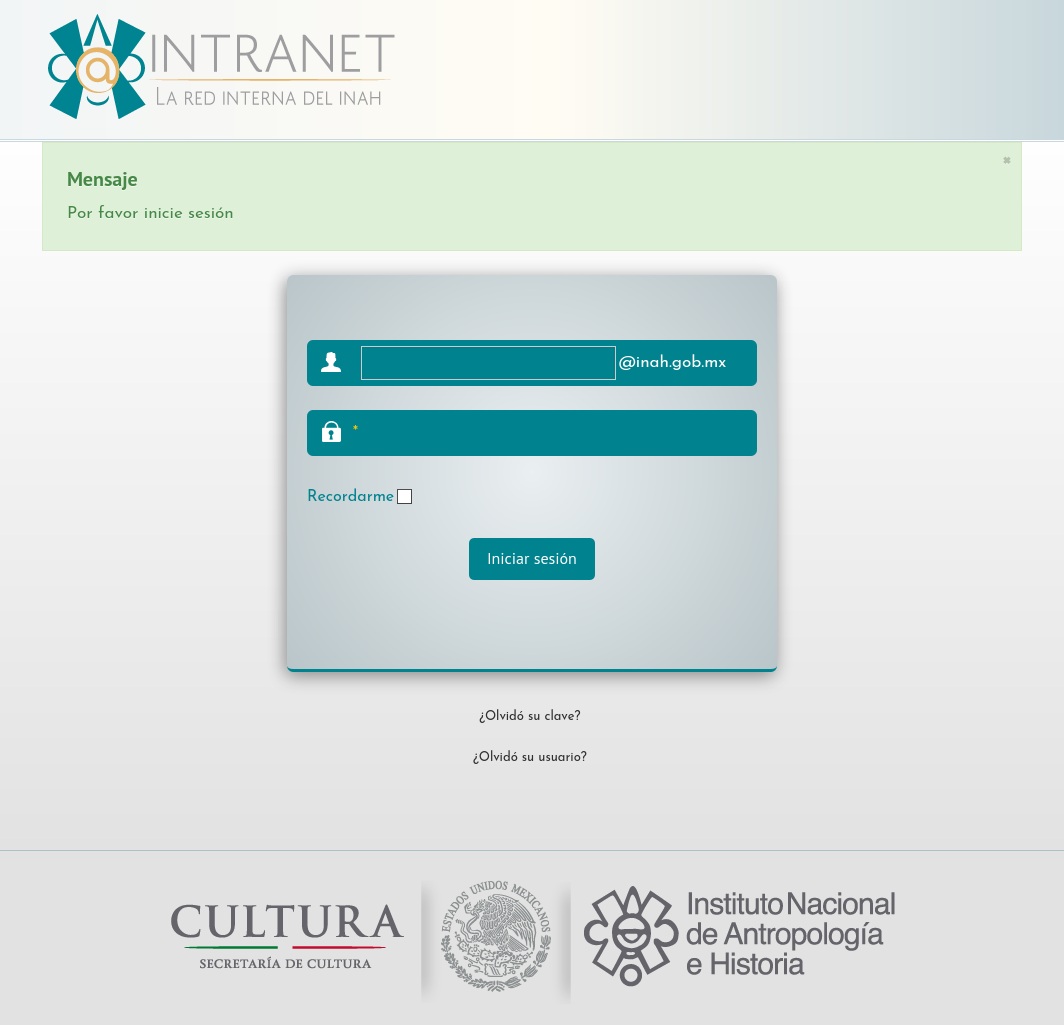 INTRANET
LA RED INTERNA DEL INAH
Mensaje
Por favor inicie sesión
@inah.gob.mx
*
Recordarme
Iniciar sesión
¿Olvidó su clave?
¿Olvidó su usuario?
CULTURA
SECRETARÍA DE CULTURA
ESTADOS UNIDOS MEXICANOS
Instituto Nacional
de Antropología
e Historia